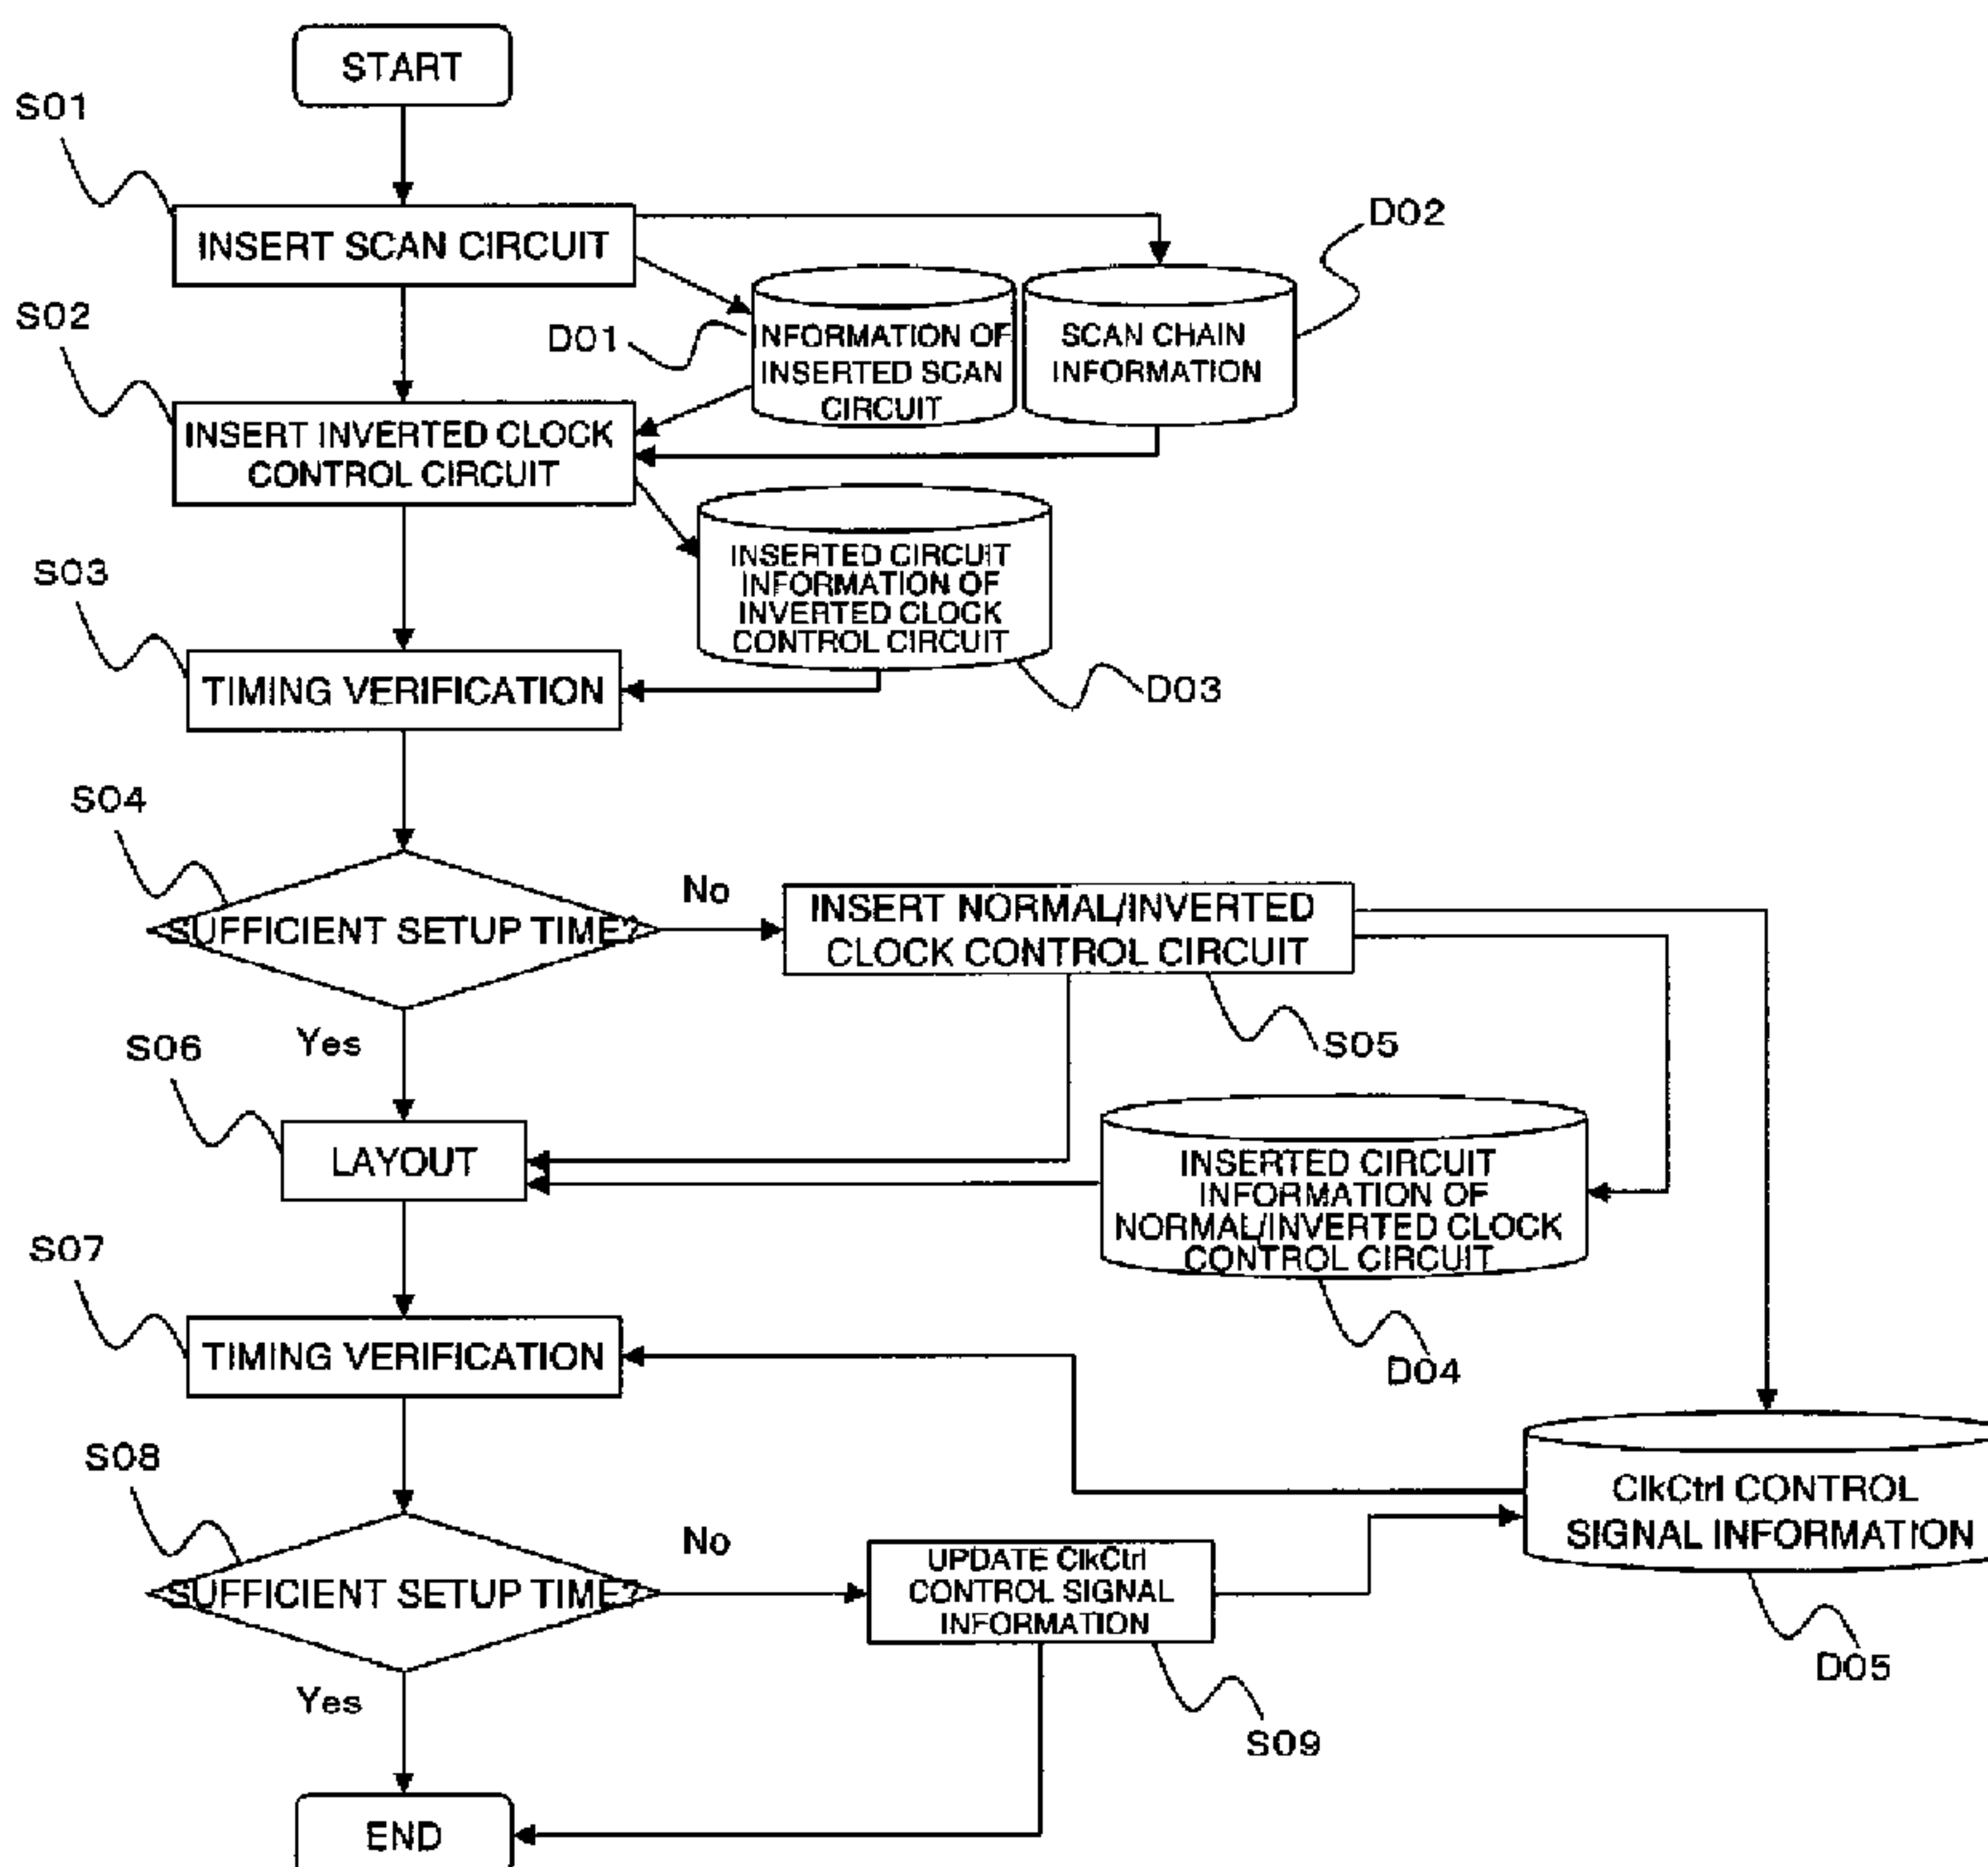 START
S01
INSERT SCAN CIRCUIT
D02
S02
D01
INFORMATION OF
INSERTED SCAN
CIRCUIT
SCAN CHAIN
INFORMATION
INSERT INVERTED CLOCK
CONTROL CIRCUIT
INSERTED CIRCUIT
INFORMATION OF
INVERTED CLOCK
CONTROL CIRCUIT
S03
TIMING VERIFICATION
D03
S04
SUFFICIENT SETUP TIME?
No
INSERT NORMAL/INVERTED
CLOCK CONTROL CIRCUIT
Yes
S05
S06
LAYOUT
INSERTED CIRCUIT
INFORMATION OF
NORMAL/INVERTED CLOCK
CONTROL CIRCUIT
S07
TIMING VERIFICATION
D04
S08
ClkCtrl CONTROL
SIGNAL INFORMATION
SUFFICIENT SETUP TIME?
No
UPDATE ClkCtrl
CONTROL SIGNAL
INFORMATION
D05
Yes
S09
END